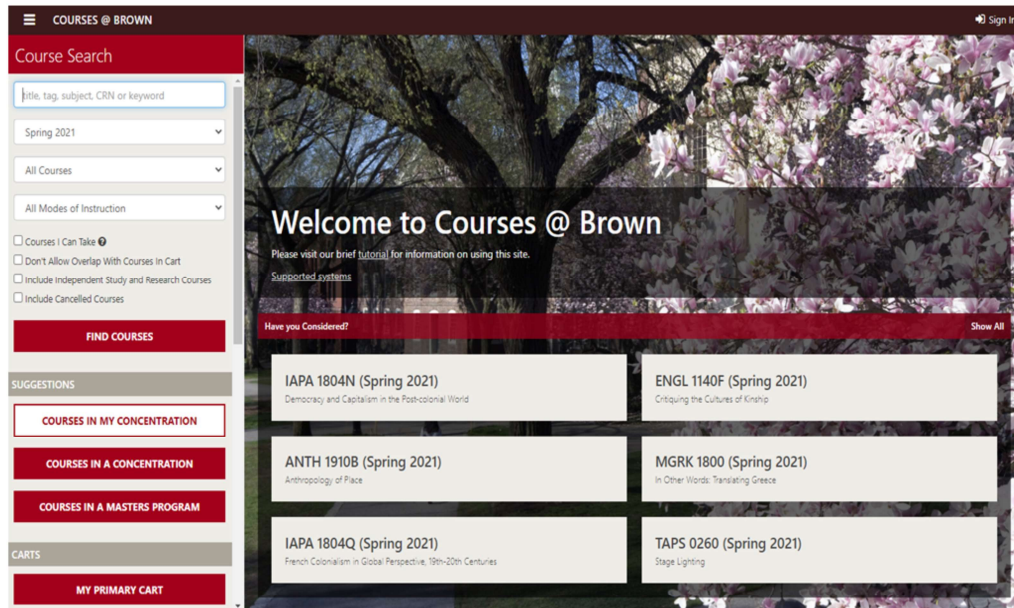 COURSES @ BROWN
Sign In
Course Search
title, tag, subject, CRN or keyword
Spring 2021
All Courses
All Modes of Instruction
Courses I Can Take
Don't Allow Overlap With Courses In Cart
Include Independent Study and Research Courses
Include Cancelled Courses
FIND COURSES
SUGGESTIONS
COURSES IN MY CONCENTRATION
COURSES IN A CONCENTRATION
COURSES IN A MASTERS PROGRAM
CARTS
MY PRIMARY CART
Welcome to Courses @ Brown
Please visit our brief tutorial for information on using this site.
Supported systems
Have you Considered?
Show All
IAPA 1804N (Spring 2021)
Democracy and Capitalism in the Post-colonial World
ENGL 1140F (Spring 2021)
Critiquing the Cultures of Kinship
ANTH 1910B (Spring 2021)
Anthropology of Place
MGRK 1800 (Spring 2021)
In Other Words: Translating Greece
IAPA 1804Q (Spring 2021)
French Colonialism in Global Perspective, 19th-20th Centuries
TAPS 0260 (Spring 2021)
Stage Lighting